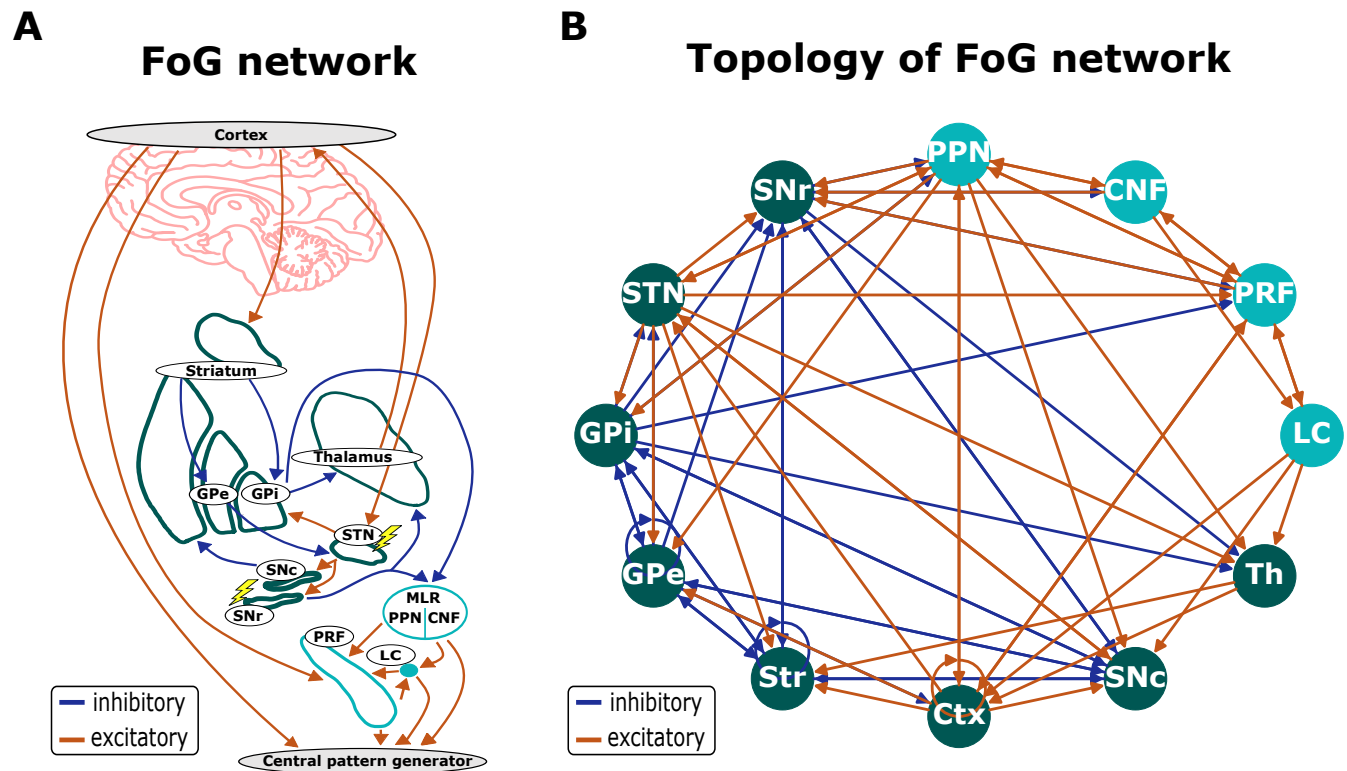 A
FoG network
Cortex
Striatum
Thalamus
GPe
GPi
STN
SNc
SNr
MLR
PPN CNF
PRF
LC
inhibitory
excitatory
Central pattern generator
B
Topology of FoG network
PPN
SNr
CNF
STN
PRF
GPi
LC
GPe
Th
Str
SNc
Ctx
inhibitory
excitatory